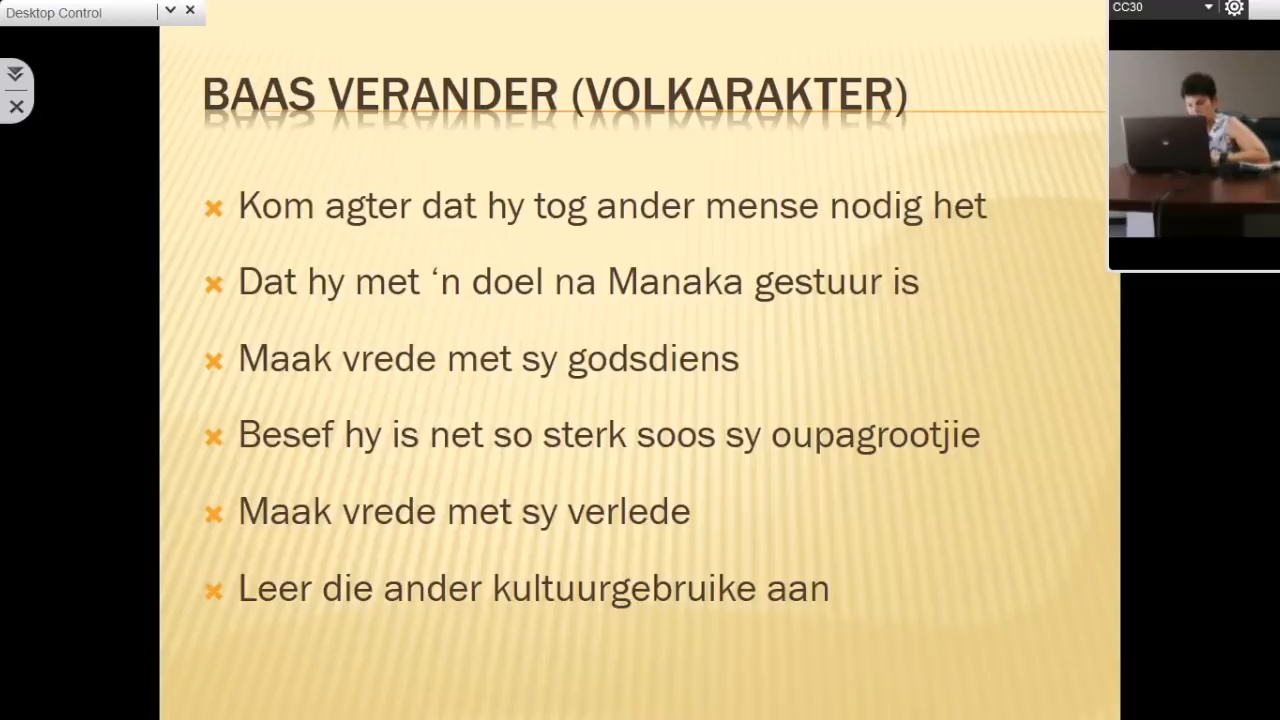 Desktop Control
CC30
BAAS VERANDER (VOLKARAKTER)
Kom agter dat hy tog ander mense nodig het
Dat hy met ‘n doel na Manaka gestuur is
Maak vrede met sy godsdiens
Besef hy is net so sterk soos sy oupagrootjie
Maak vrede met sy verlede
Leer die ander kultuurgebruike aan